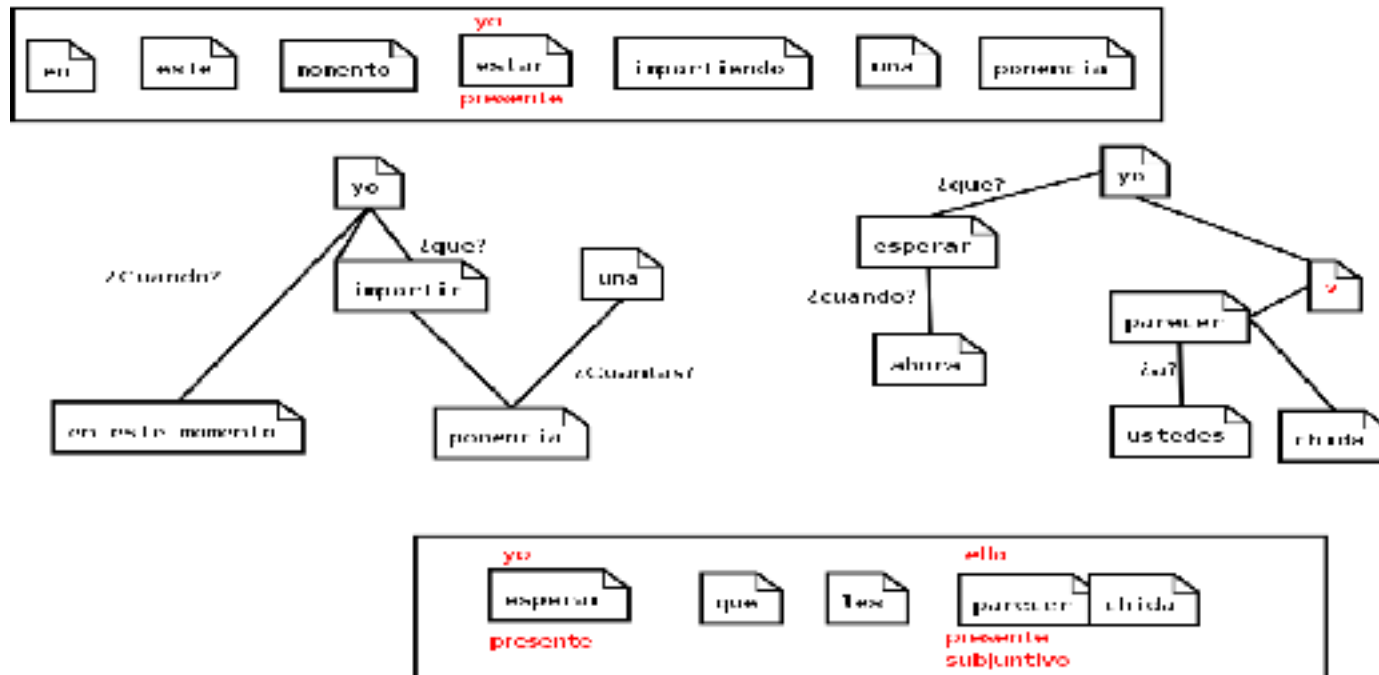 yo
en este momento estar impartiendo una ponencia
presente
yo
yo
¿que?
esperar
¿que?
¿Cuando?
una
impartir
¿cuando?
y
parecer
¿a?
ahora
¿Cuantas?
en este momento
ponencia
ustedes
chida
yo
ello
esperar que les parecer chida
presente
presente
subjuntivo